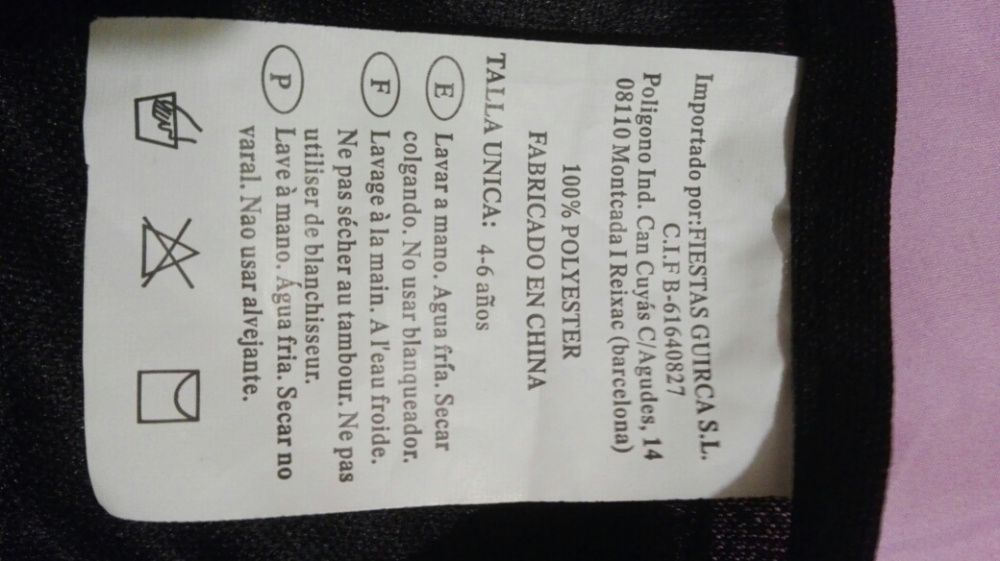 Importado por:FIESTAS GUIRCA S.L.
C.I.F B-61640827
Poligono Ind. Can Cuyás C/Agudes, 14
08110 Montcada I Reixac (barcelona)
100% POLYESTER
FABRICADO EN CHINA
TALLA UNICA: 4-6 años
E Lavar a mano. Agua fría. Secar
colgando. No usar blanqueador.
F Lavage à la main. A l'eau froide.
Ne pas sécher au tambour. Ne pas
utiliser de blanchisseur.
P Lave à mano. Água fria. Secar no
varal. Nao usar alvejante.